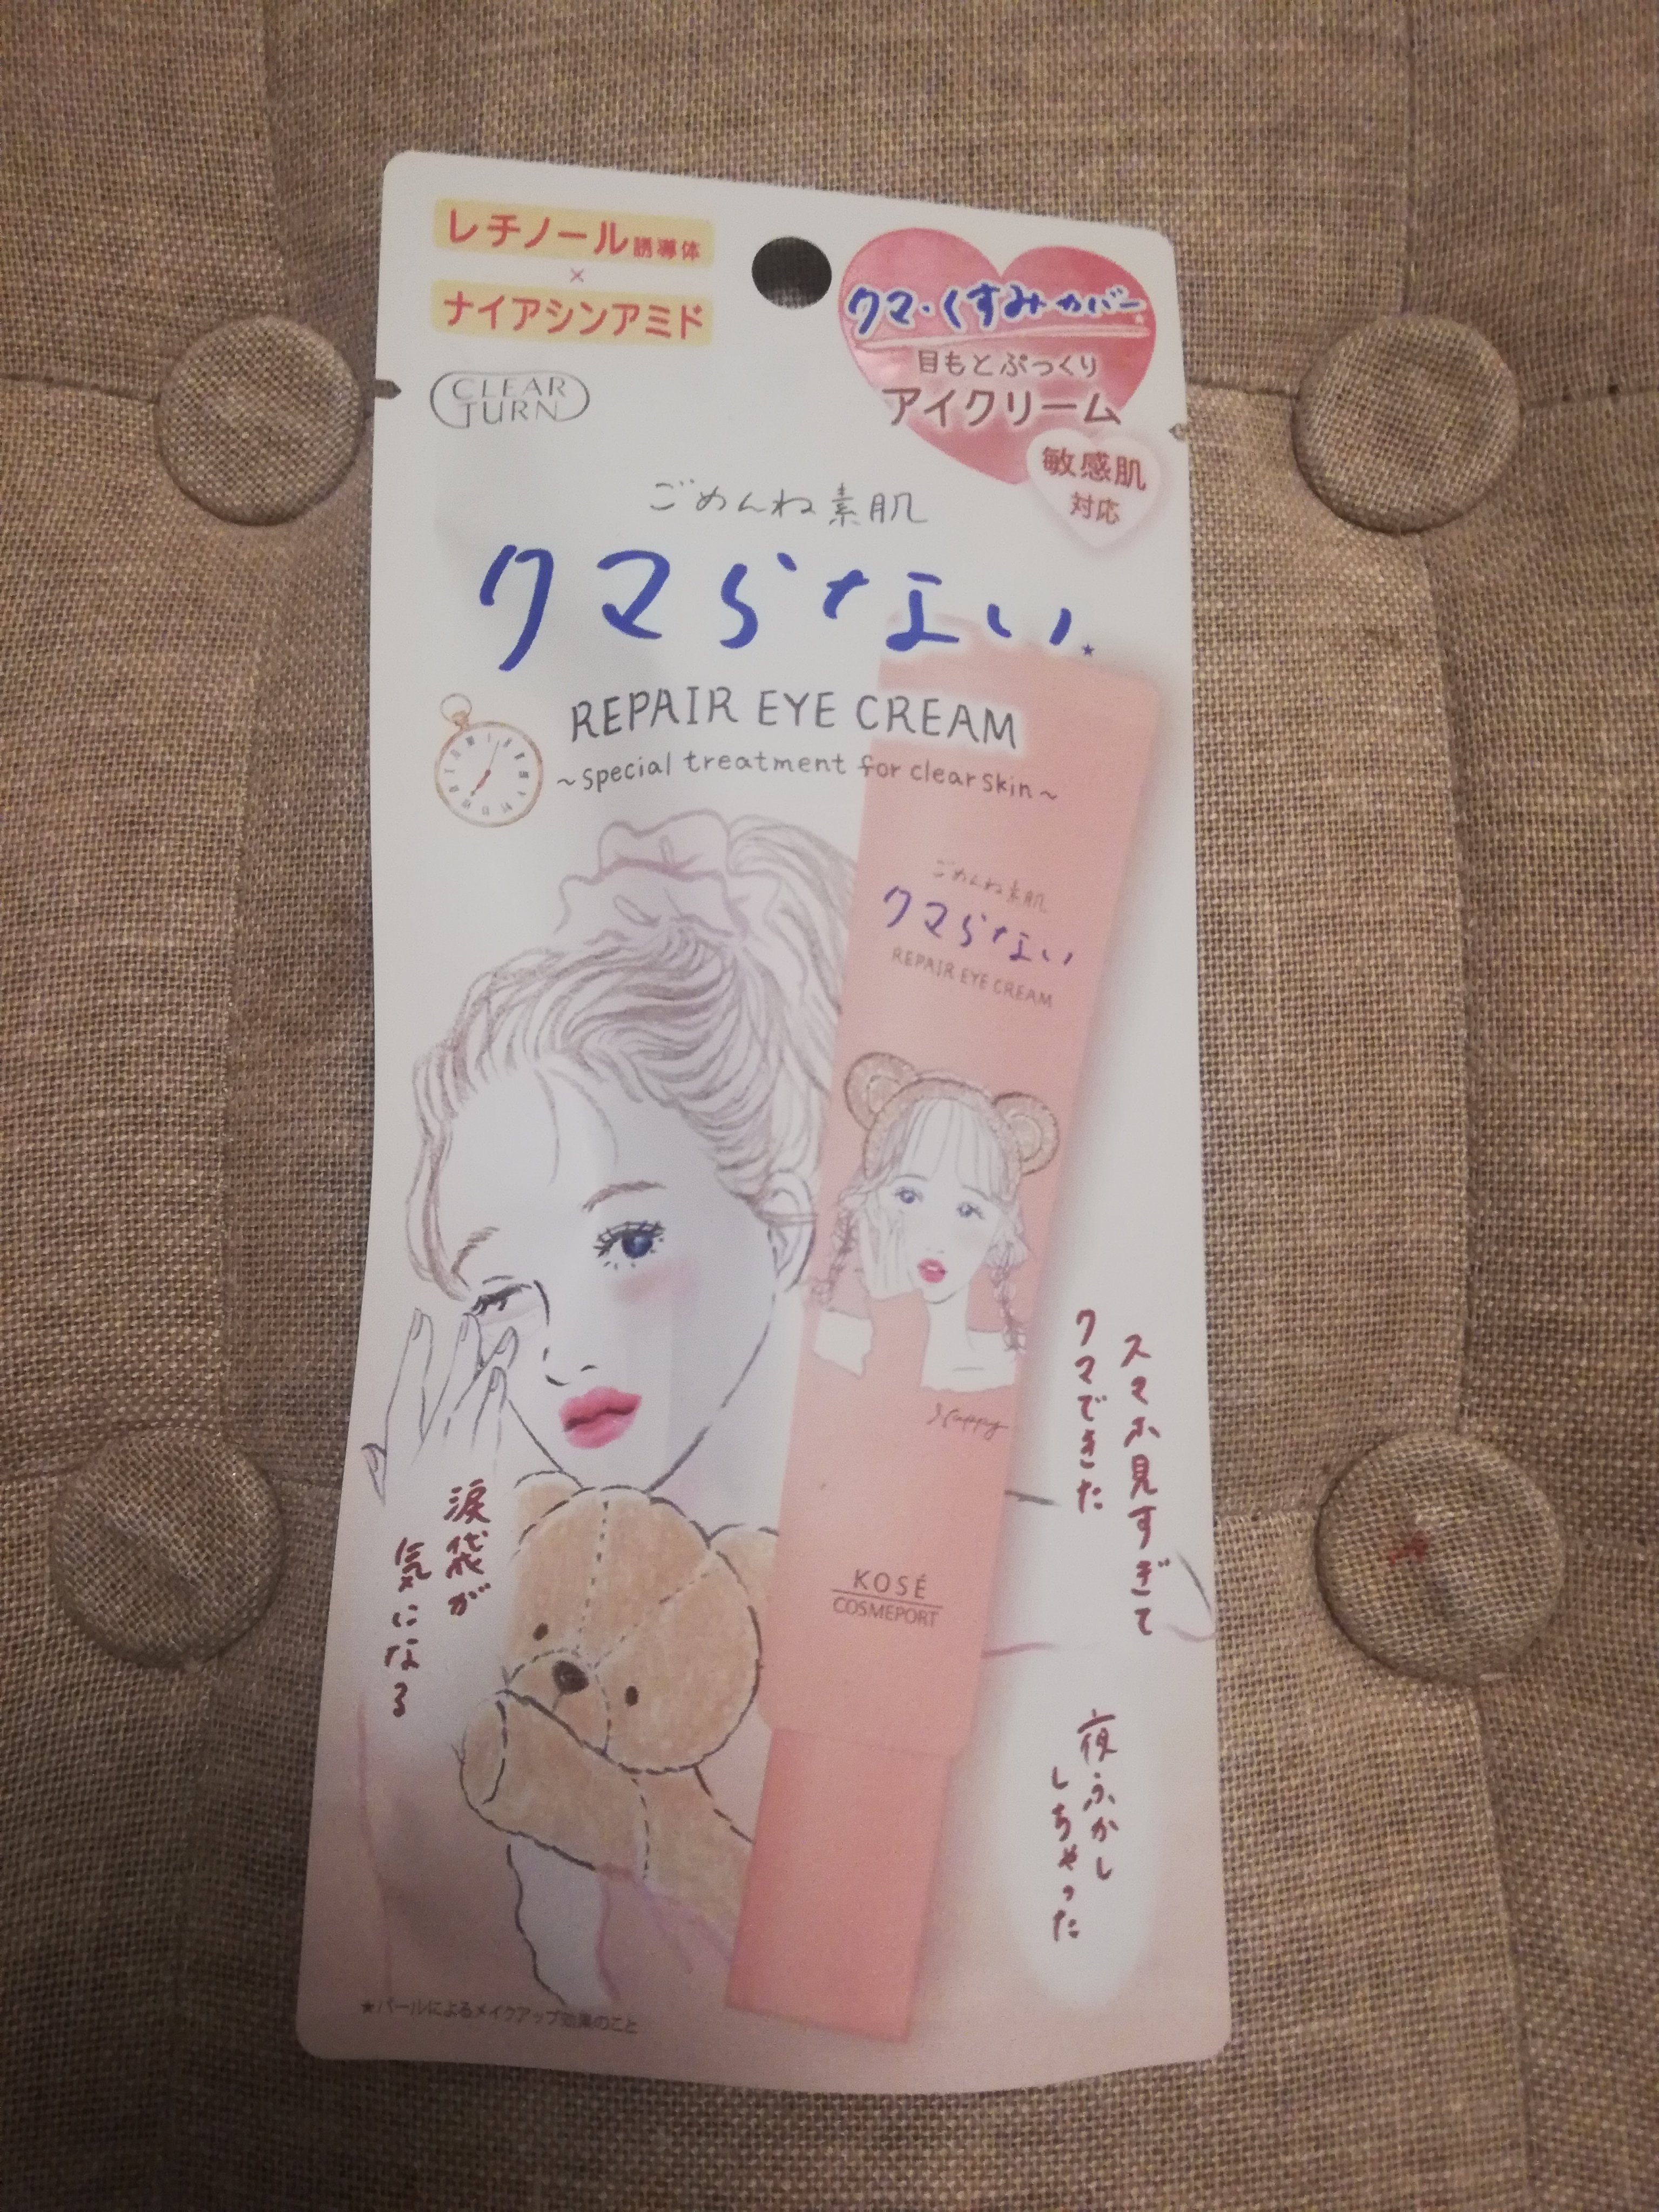 レチノール誘導体
×
ナイアシンアミド
クマ・くすみカバー★
目もとぷっくり
アイクリーム
敏感肌
対応
CLEAR
TURN
ごめんね素肌
クマらない★
REPAIR EYE CREAM
~special treatment for clear skin~
ごめんね素肌
クマらない
REPAIR EYE CREAM
Nuppy
KOSÉ
COSMEPORT
スマホ見すぎて
クマできた
涙袋が
気になる
夜ふかし
しちゃった
★パールによるメイクアップ効果のこと